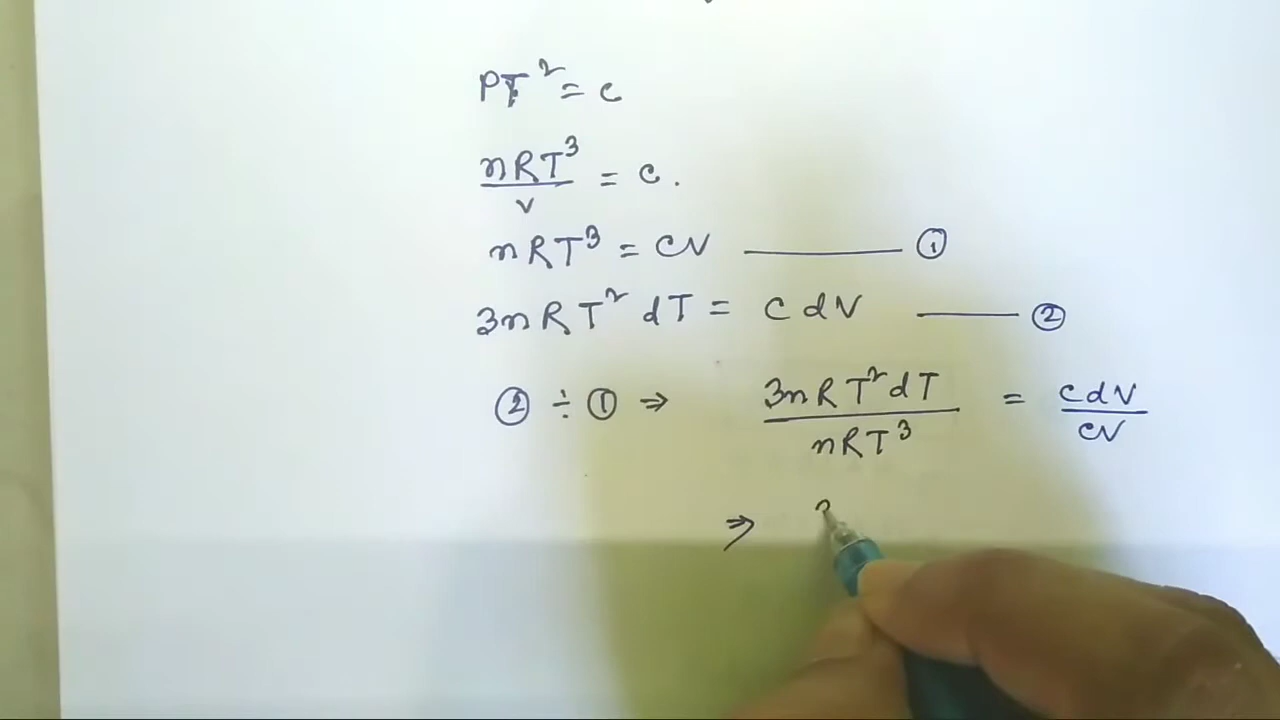 PT² = c
nRT³/V = c.
nRT³ = CV ——— ①
3nRT² dT = C dV ——— ②
② ÷ ① ⇒ 3nRT²dT/nRT³ = cdV/CV
⇒